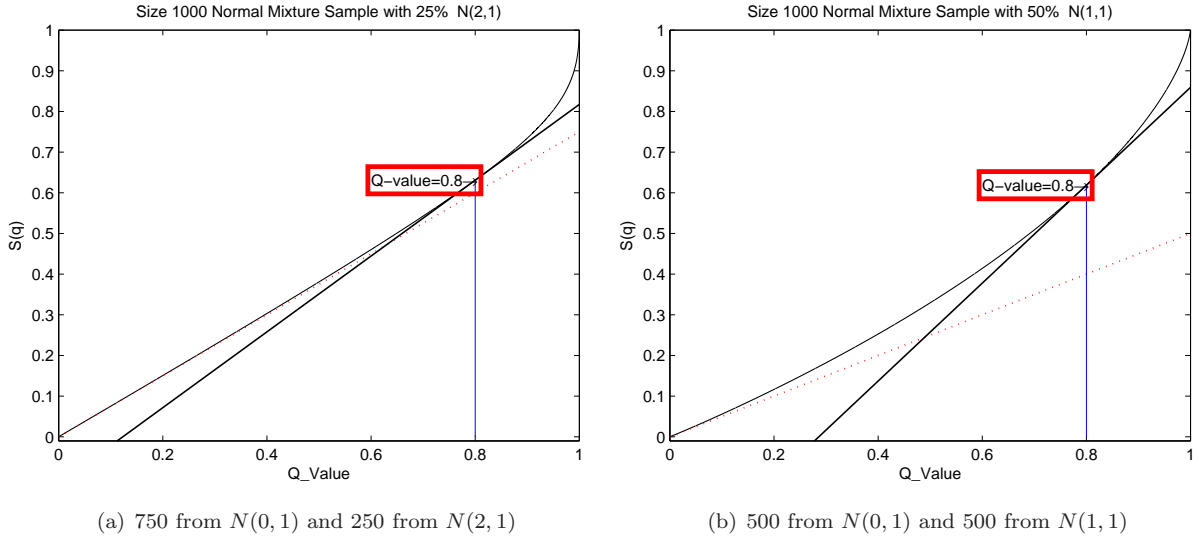 Size 1000 Normal Mixture Sample with 25% N(2,1)
1
0.9
0.8
0.7
0.6
0.5
0.4
0.3
0.2
0.1
0
S(q)
Q−value=0.8→
0 0.2 0.4 0.6 0.8 1
Q_Value
(a) 750 from N(0, 1) and 250 from N(2, 1)
Size 1000 Normal Mixture Sample with 50% N(1,1)
1
0.9
0.8
0.7
0.6
0.5
0.4
0.3
0.2
0.1
0
S(q)
Q−value=0.8→
0 0.2 0.4 0.6 0.8 1
Q_Value
(b) 500 from N(0, 1) and 500 from N(1, 1)